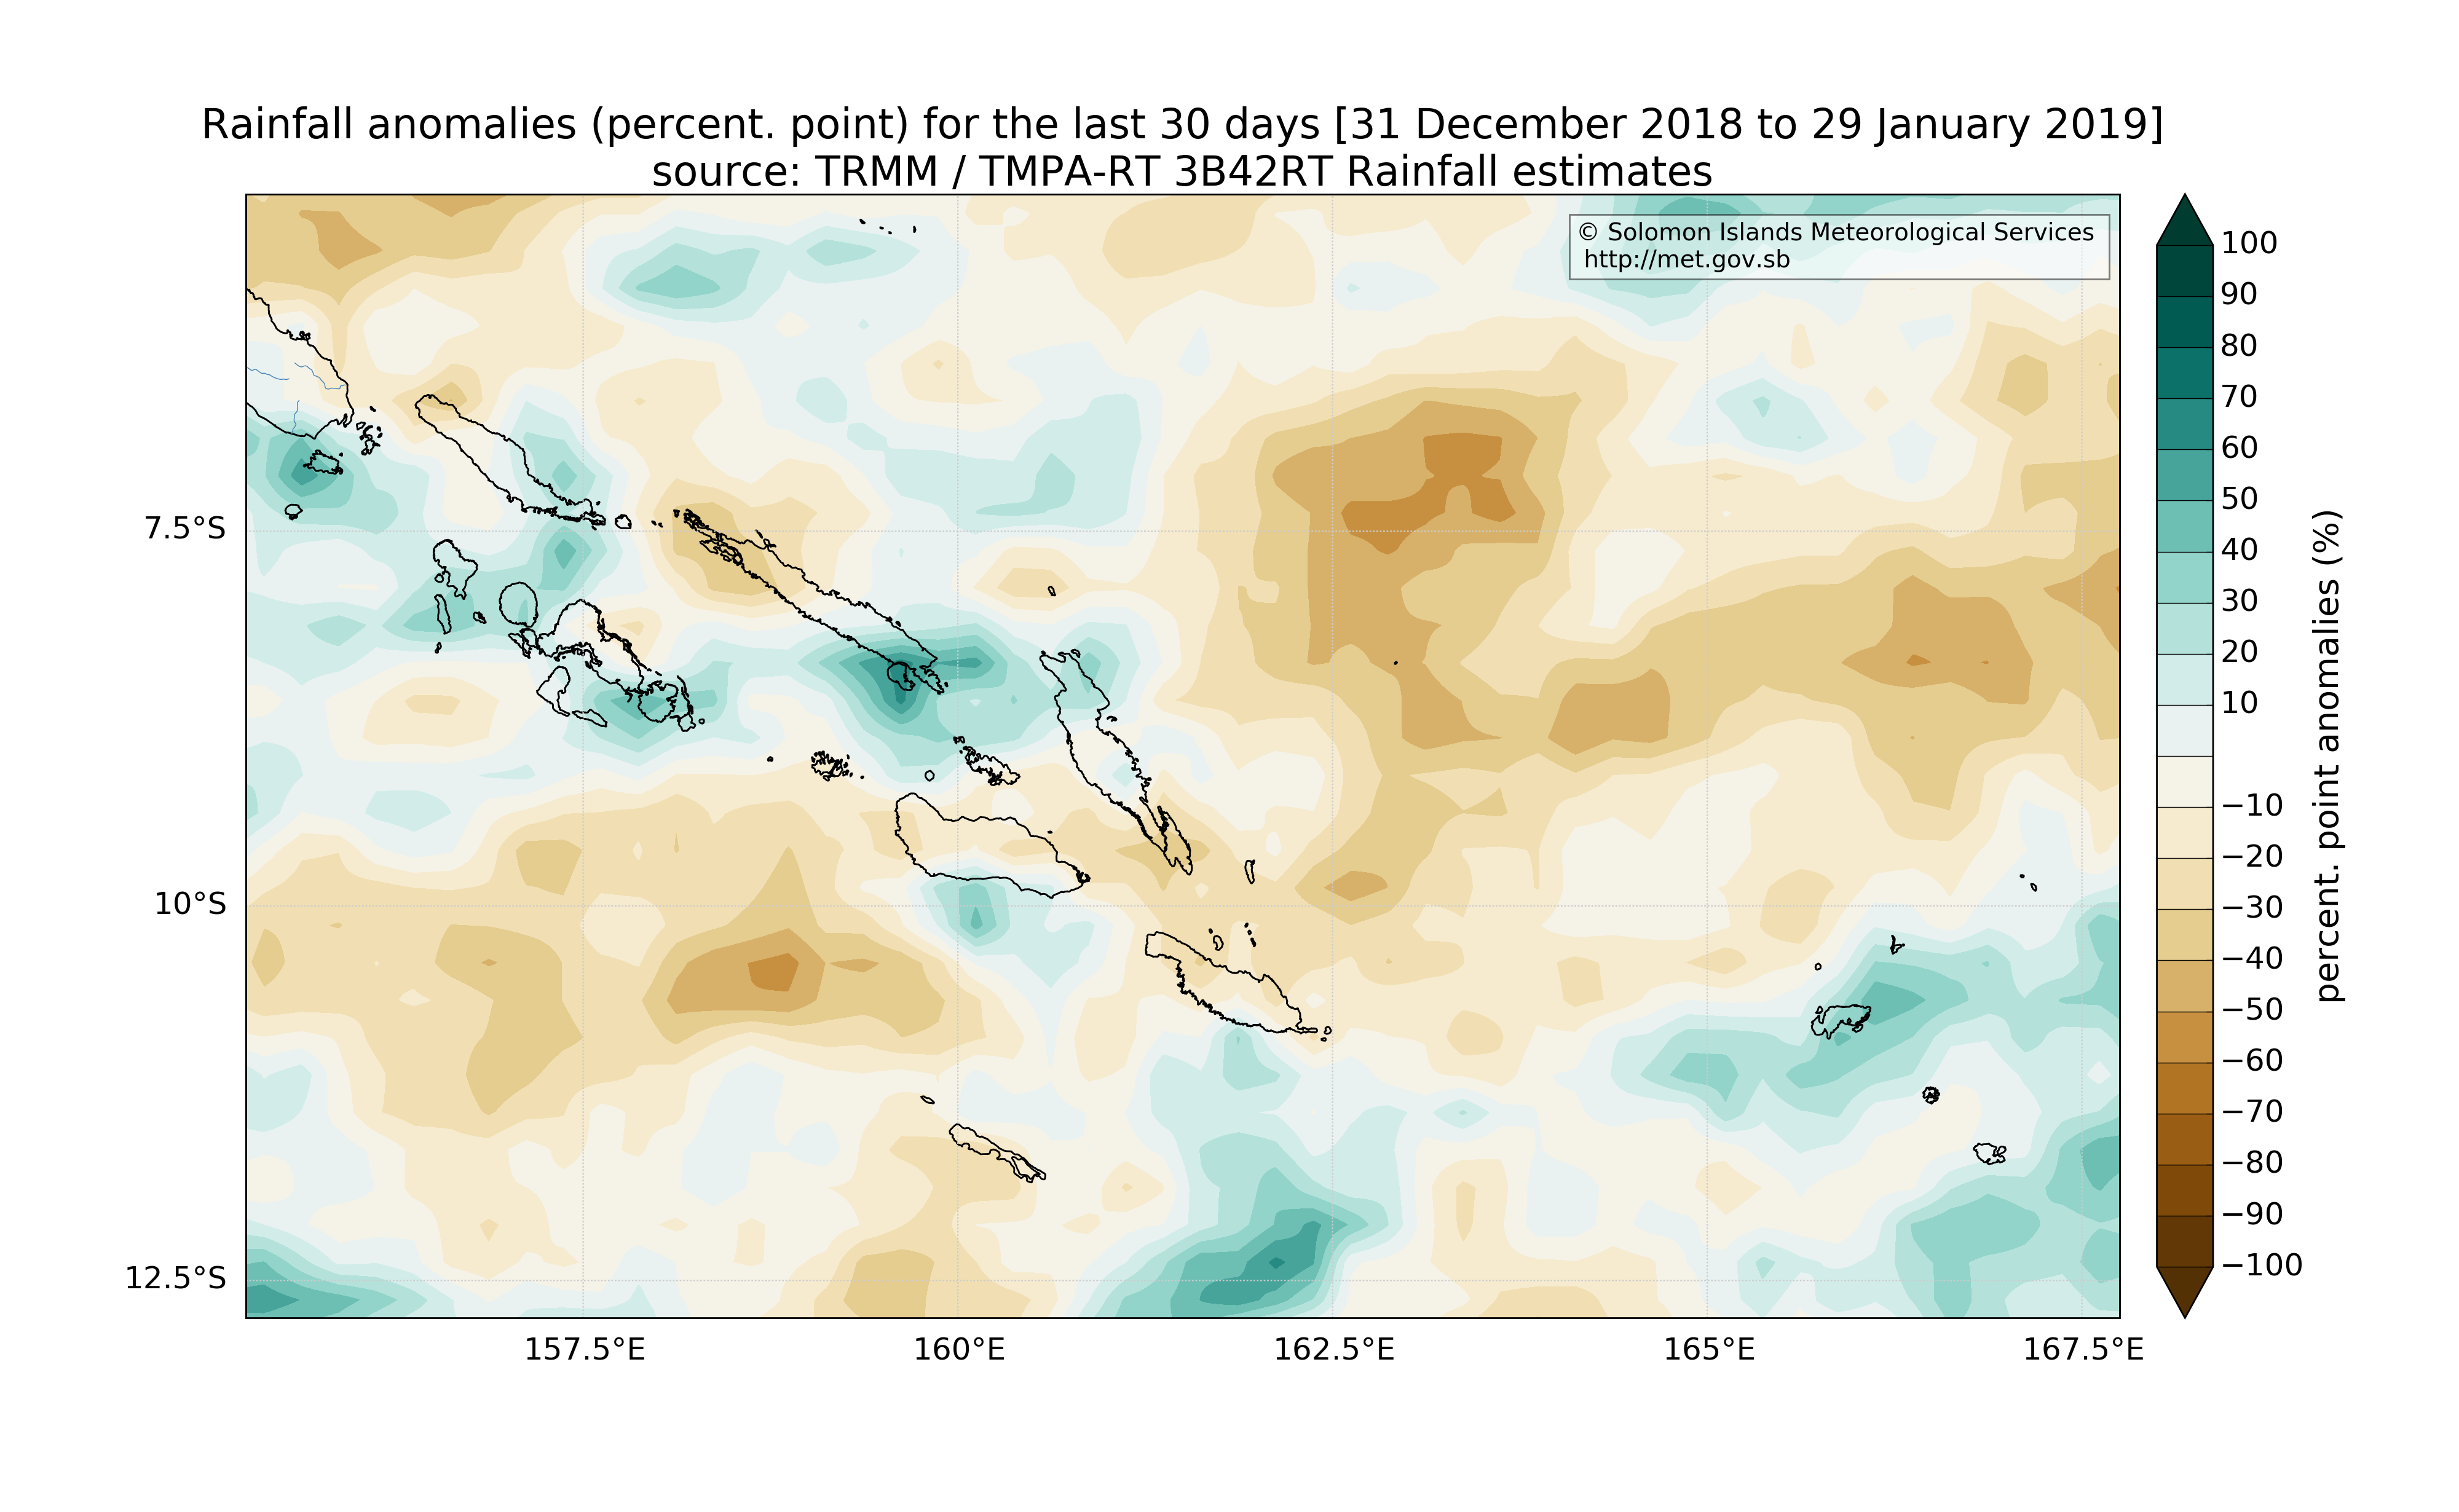 Rainfall anomalies (percent. point) for the last 30 days [31 December 2018 to 29 January 2019]
source: TRMM / TMPA-RT 3B42RT Rainfall estimates
© Solomon Islands Meteorological Services
http://met.gov.sb
7.5°S
10°S
12.5°S
157.5°E
160°E
162.5°E
165°E
167.5°E
100
90
80
70
60
50
40
30
20
10
−10
−20
−30
−40
−50
−60
−70
−80
−90
−100
percent. point anomalies (%)